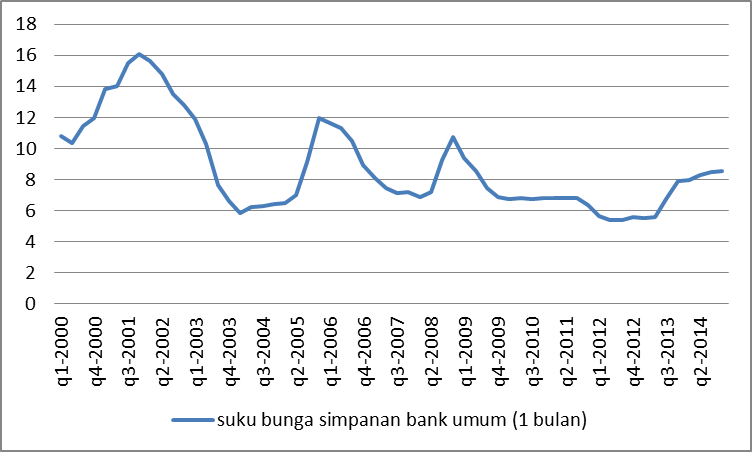 18
16
14
12
10
8
6
4
2
0
q1-2000
q4-2000
q3-2001
q2-2002
q1-2003
q4-2003
q3-2004
q2-2005
q1-2006
q4-2006
q3-2007
q2-2008
q1-2009
q4-2009
q3-2010
q2-2011
q1-2012
q4-2012
q3-2013
q2-2014
suku bunga simpanan bank umum (1 bulan)